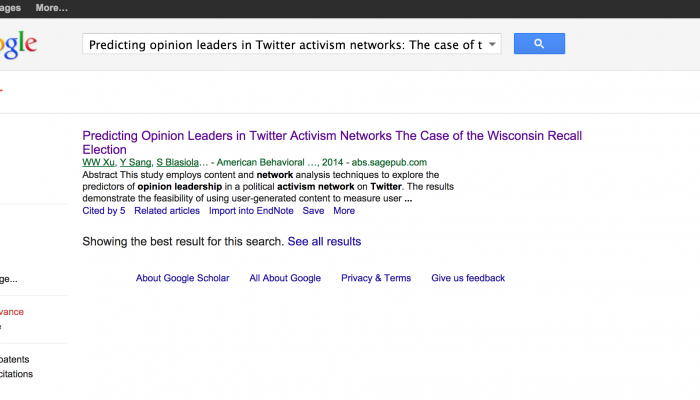 ages More...
ogle
Predicting opinion leaders in Twitter activism networks: The case of t
Predicting Opinion Leaders in Twitter Activism Networks The Case of the Wisconsin Recall
Election
WW Xu, Y Sang, S Blasiola… - American Behavioral …, 2014 - abs.sagepub.com
Abstract This study employs content and network analysis techniques to explore the
predictors of opinion leadership in a political activism network on Twitter. The results
demonstrate the feasibility of using user-generated content to measure user ...
Cited by 5 Related articles Import into EndNote Save More
Showing the best result for this search. See all results
About Google Scholar All About Google Privacy & Terms Give us feedback
ge...
vance
e
patents
citations